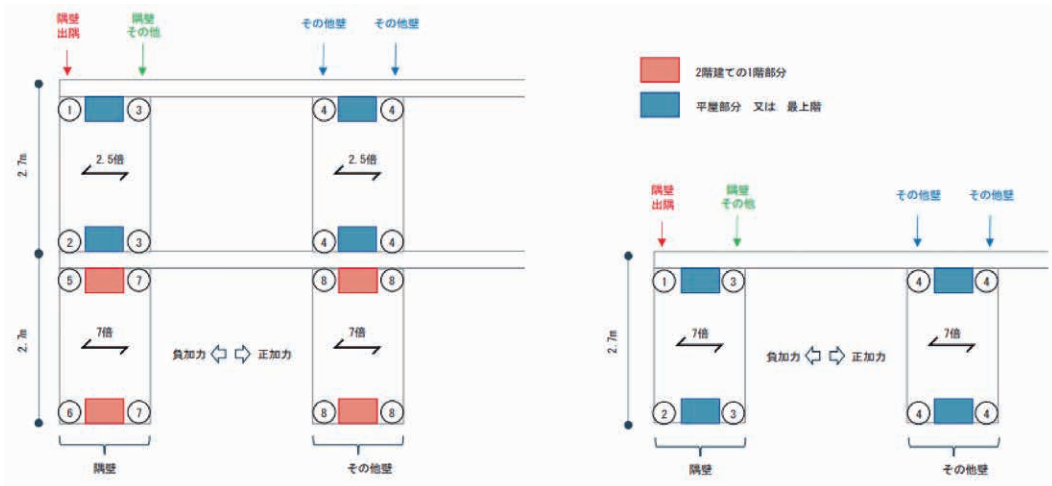 隅壁
出隅
隅壁
その他
その他壁
その他壁
2階建ての1階部分
平屋部分 又は 最上階
① ③ ④ ④
2.7m
2.5倍
2.5倍
② ③ ④ ④
⑤ ⑦ ⑧ ⑧
2.7m
7倍
7倍
負加力
正加力
⑥ ⑦ ⑧ ⑧
隅壁
その他壁
隅壁
出隅
隅壁
その他
その他壁
その他壁
① ③ ④ ④
2.7m
7倍
7倍
負加力
正加力
② ③ ④ ④
隅壁
その他壁